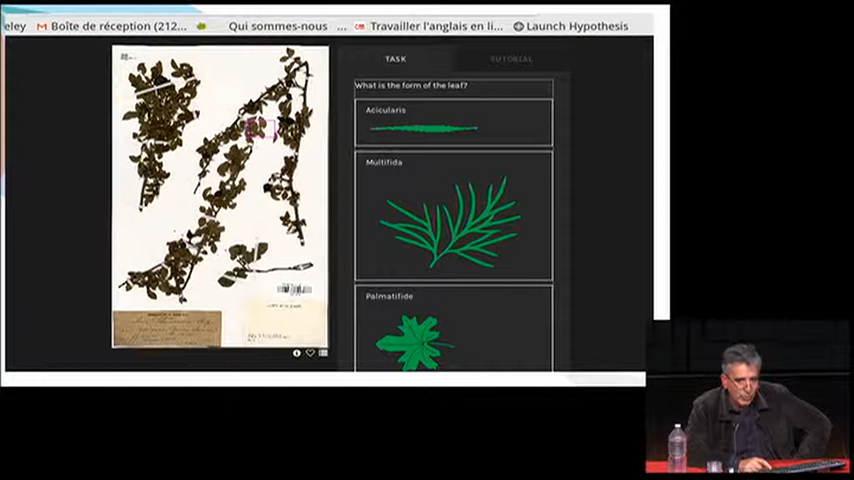 eley Boîte de réception (212... Qui sommes-nous ... Travailler l'anglais en li... Launch Hypothesis
TASK
TUTORIAL
What is the form of the leaf?
Acicularis
Multifida
Palmatifide